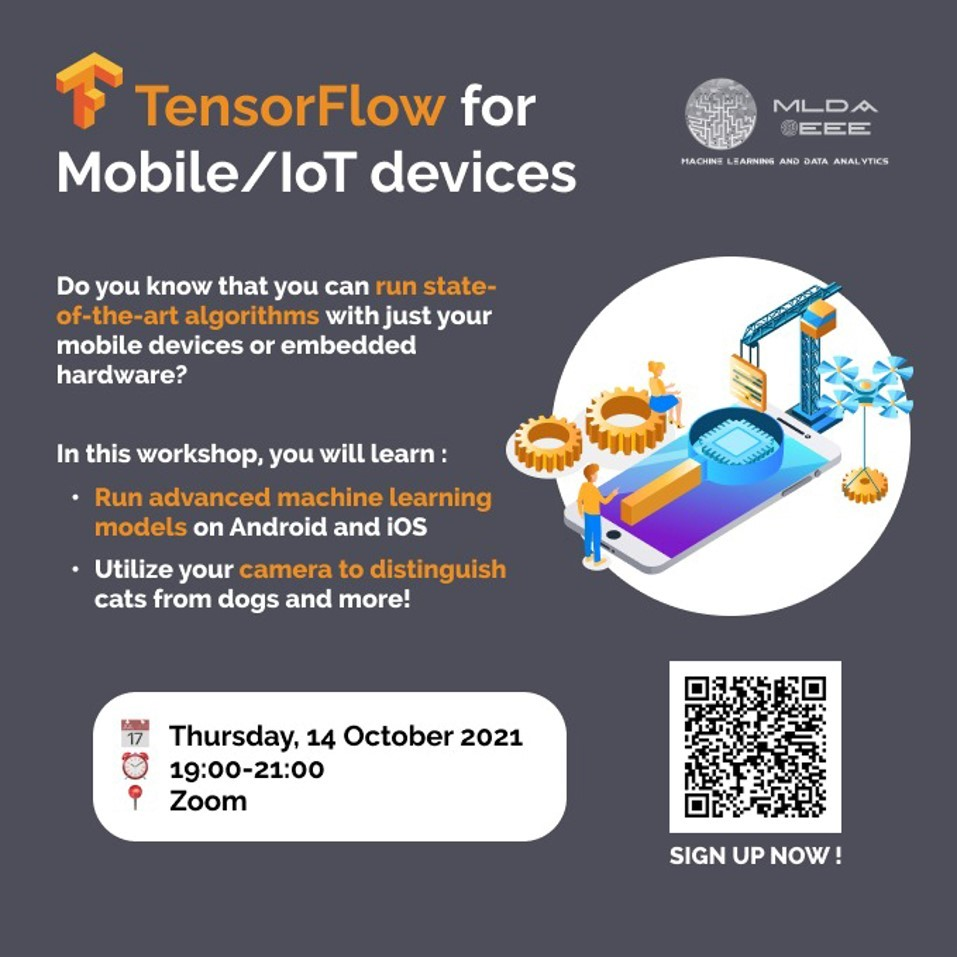 TensorFlow for
Mobile/IoT devices
MLDA
@EEE
MACHINE LEARNING AND DATA ANALYTICS
Do you know that you can run state-
of-the-art algorithms with just your
mobile devices or embedded
hardware?
In this workshop, you will learn :
• Run advanced machine learning
models on Android and iOS
• Utilize your camera to distinguish
cats from dogs and more!
17
Thursday, 14 October 2021
19:00-21:00
Zoom
SIGN UP NOW !